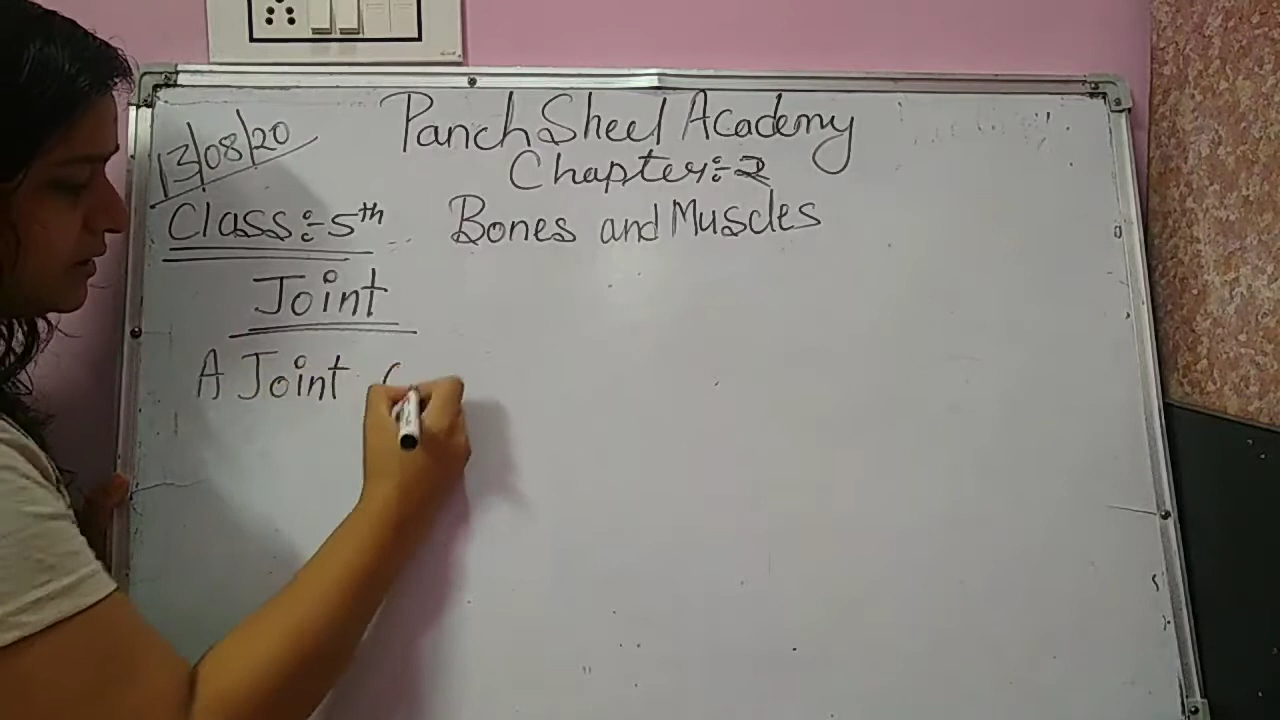 Panch Sheel Academy
13/08/20
Chapter:-2
Class:-5th
Bones and Muscles
Joint
A Joint